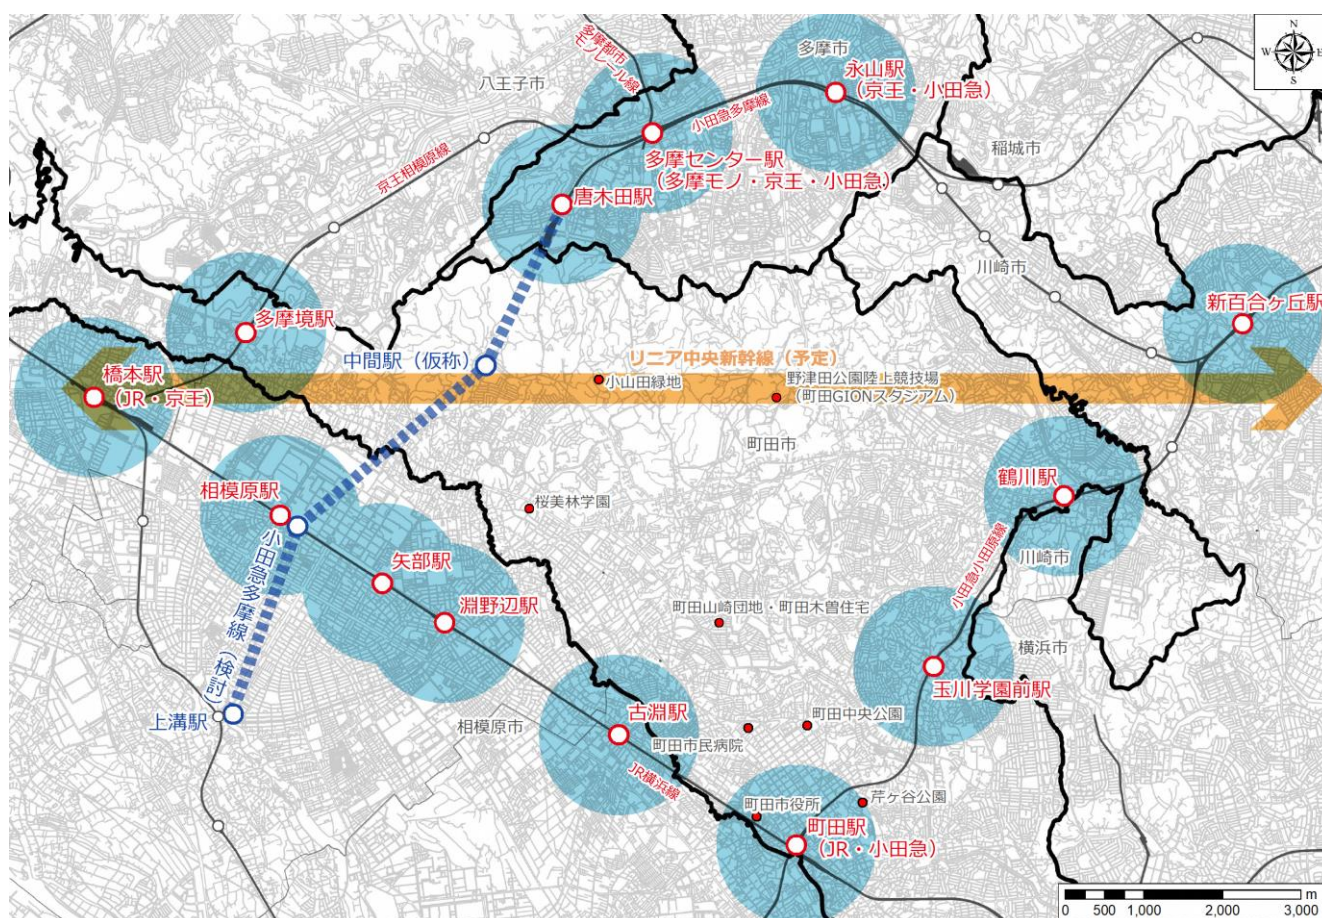 N
W E
S
多摩都市
モノレール線
多摩市
八王子市
永山駅
(京王・小田急)
小田急多摩線
稲城市
多摩センター駅
(多摩モノ・京王・小田急)
京王相模原線
唐木田駅
川崎市
新百合ヶ丘駅
多摩境駅
中間駅(仮称)
リニア中央新幹線(予定)
橋本駅
(JR・京王)
小山田緑地
野津田公園陸上競技場
(町田GIONスタジアム)
町田市
相模原駅
鶴川駅
桜美林学園
小田急小田原線
川崎市
矢部駅
淵野辺駅
小田急多摩線(検討)
町田山崎団地・町田木曽住宅
横浜市
玉川学園前駅
上溝駅
相模原市
古淵駅
町田中央公園
町田市民病院
JR横浜線
町田市役所
芹ヶ谷公園
町田駅
(JR・小田急)
0 500 1,000 2,000 3,000 m